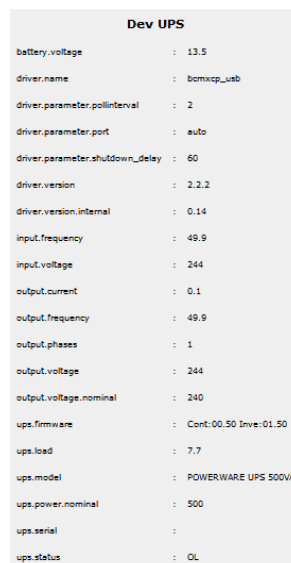 Dev UPS
battery.voltage : 13.5
driver.name : bcmxcp_usb
driver.parameter.pollinterval : 2
driver.parameter.port : auto
driver.parameter.shutdown_delay : 60
driver.version : 2.2.2
driver.version.internal : 0.14
input.frequency : 49.9
input.voltage : 244
output.current : 0.1
output.frequency : 49.9
output.phases : 1
output.voltage : 244
output.voltage.nominal : 240
ups.firmware : Cont:00.50 Inve:01.50
ups.load : 7.7
ups.model : POWERWARE UPS 500VA
ups.power.nominal : 500
ups.serial :
ups.status : OL